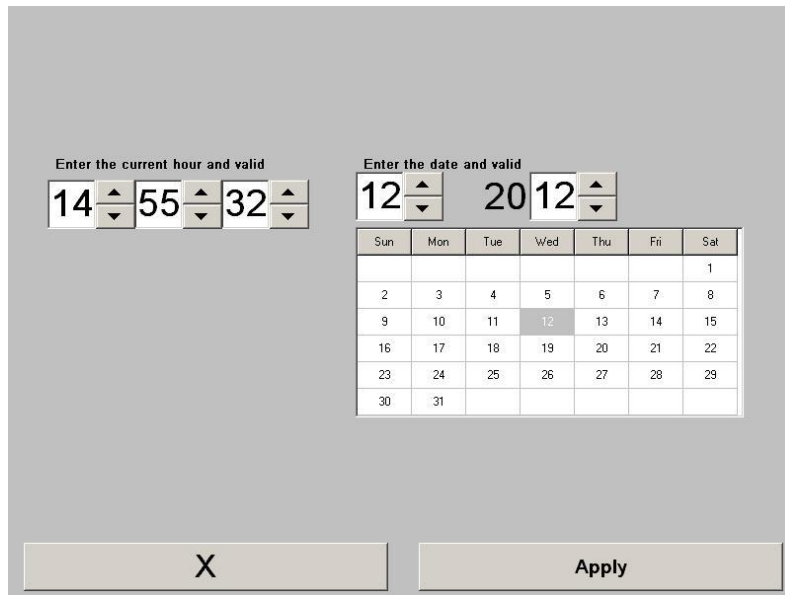 Enter the current hour and valid
14 55 32
Enter the date and valid
12 20 12
Sun Mon Tue Wed Thu Fri Sat
1
2 3 4 5 6 7 8
9 10 11 12 13 14 15
16 17 18 19 20 21 22
23 24 25 26 27 28 29
30 31
X
Apply